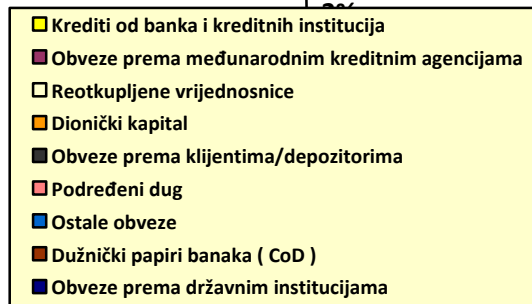 Krediti od banka i kreditnih institucija
Obveze prema međunarodnim kreditnim agencijama
Reotkupljene vrijednosnice
Dionički kapital
Obveze prema klijentima/depozitorima
Podređeni dug
Ostale obveze
Dužnički papiri banaka ( CoD )
Obveze prema državnim institucijama